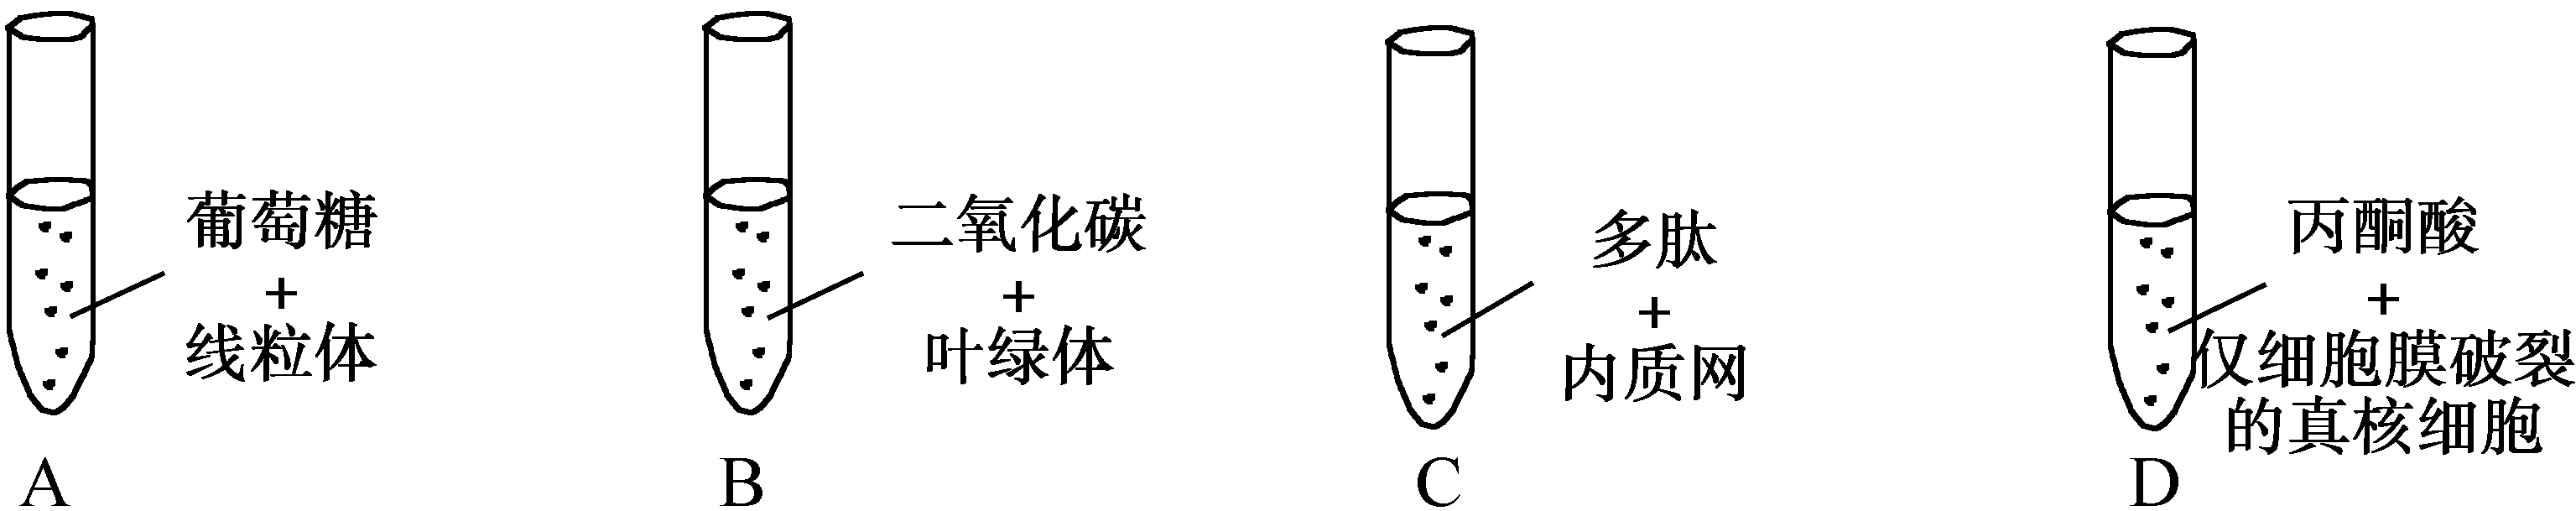 葡萄糖
+
线粒体
A
二氧化碳
+
叶绿体
B
多肽
+
内质网
C
丙酮酸
+
仅细胞膜破裂
的真核细胞
D